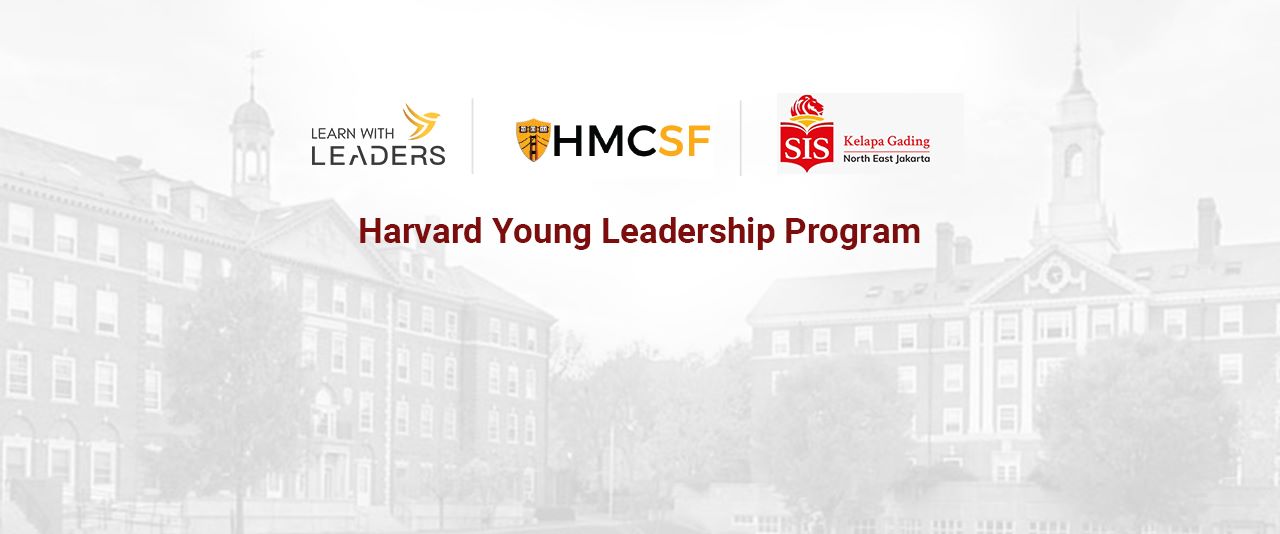 LEARN WITH
LEADERS
HMCSF
SIS
Kelapa Gading
North East Jakarta
Harvard Young Leadership Program